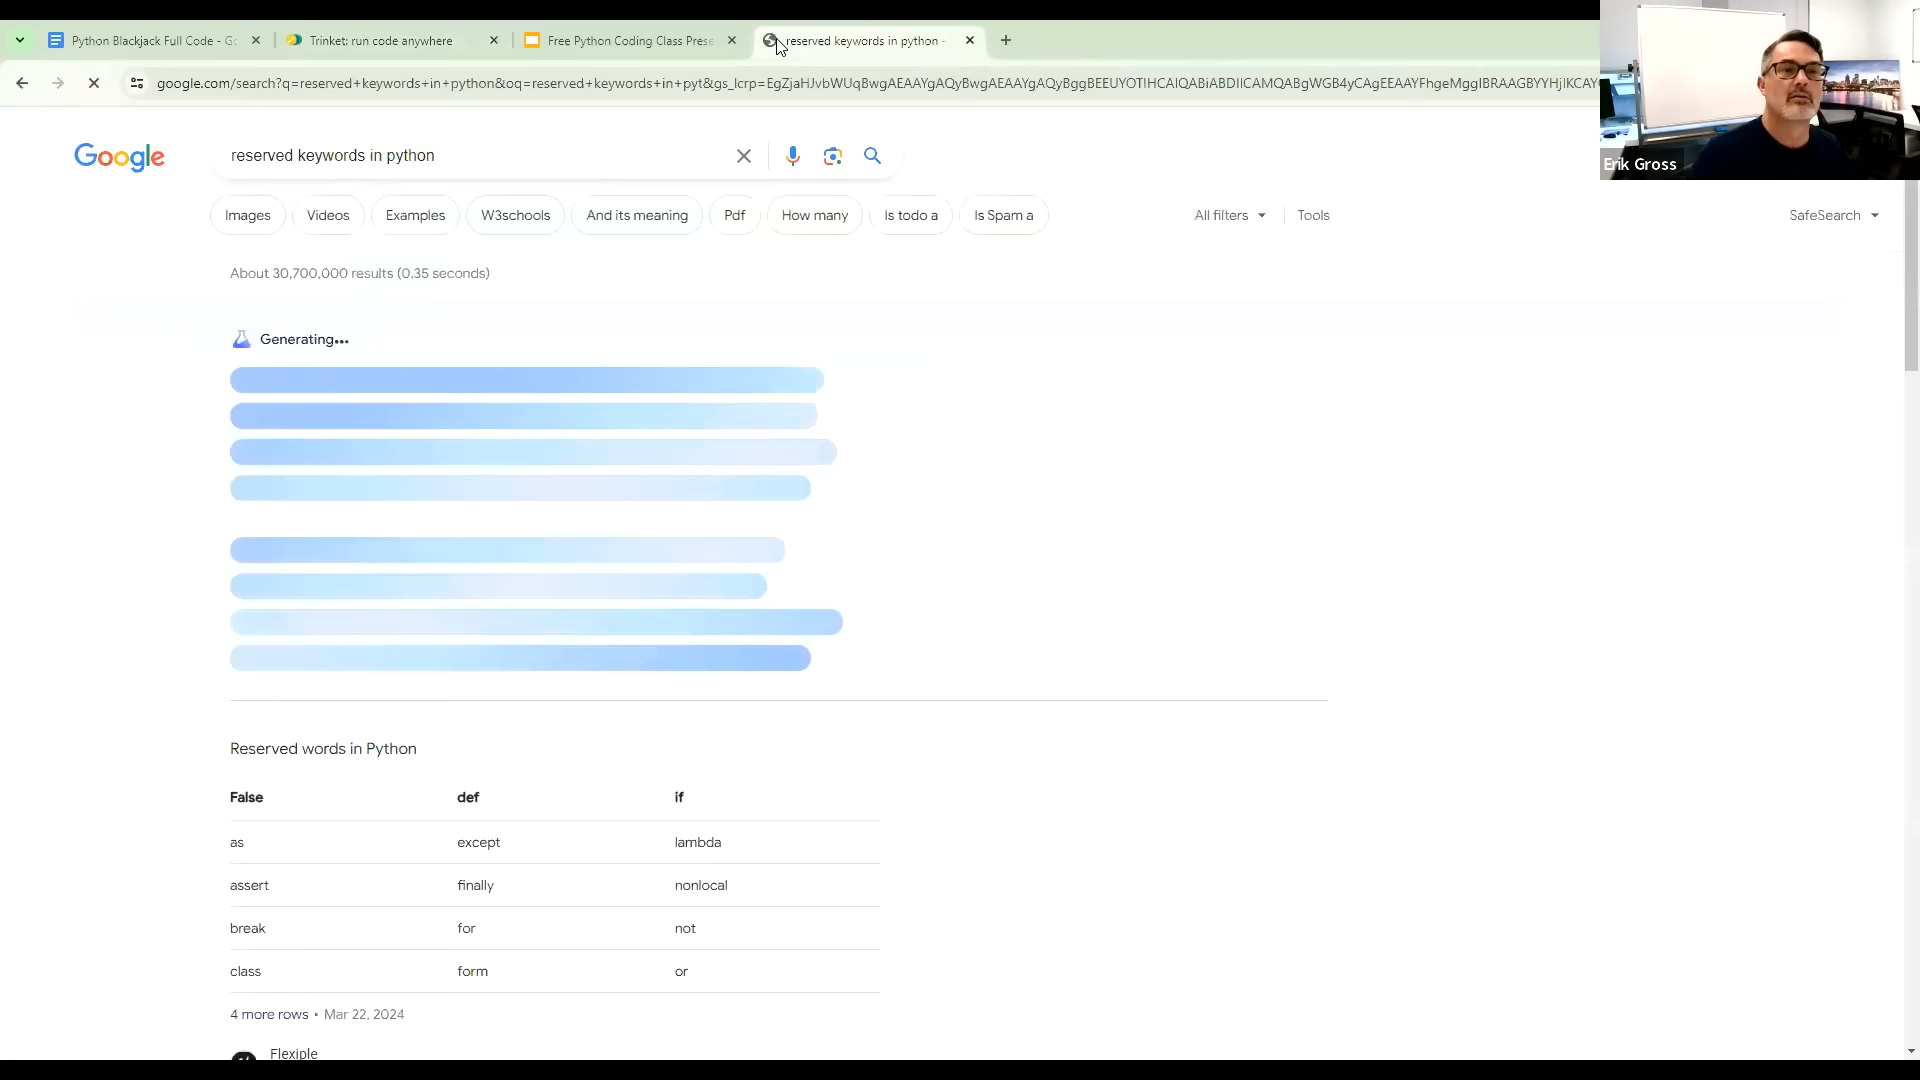 Python Blackjack Full Code - Go
Trinket: run code anywhere
Free Python Coding Class Prese
reserved keywords in python -
google.com/search?q=reserved+keywords+in+python&oq=reserved+keywords+in+pyt&gs_lcrp=EgZjaHJvbWUqBwgAEAAYgAQyBwgAEAAYgAQyBggBEEUYOTIHCAIQABiABDIICAMQABgWGB4yCAgEEAAYFhgeMggIBRAAGBYYHjIKCAY
Erik Gross
Google
reserved keywords in python
Images
Videos
Examples
W3schools
And its meaning
Pdf
How many
Is todo a
Is Spam a
All filters
Tools
SafeSearch
About 30,700,000 results (0.35 seconds)
Generating...
Reserved words in Python
False def if
as except lambda
assert finally nonlocal
break for not
class form or
4 more rows • Mar 22, 2024
Flexiple